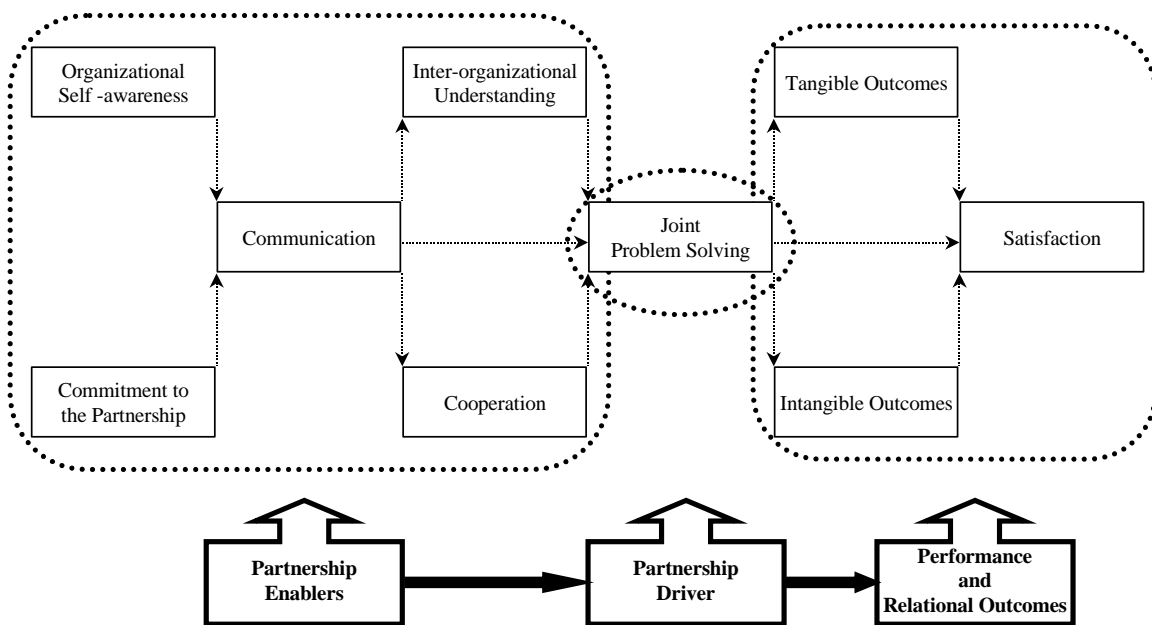 Organizational
Self -awareness
Inter-organizational
Understanding
Tangible Outcomes
Communication
Joint
Problem Solving
Satisfaction
Commitment to
the Partnership
Cooperation
Intangible Outcomes
Partnership
Enablers
Partnership
Driver
Performance
and
Relational Outcomes